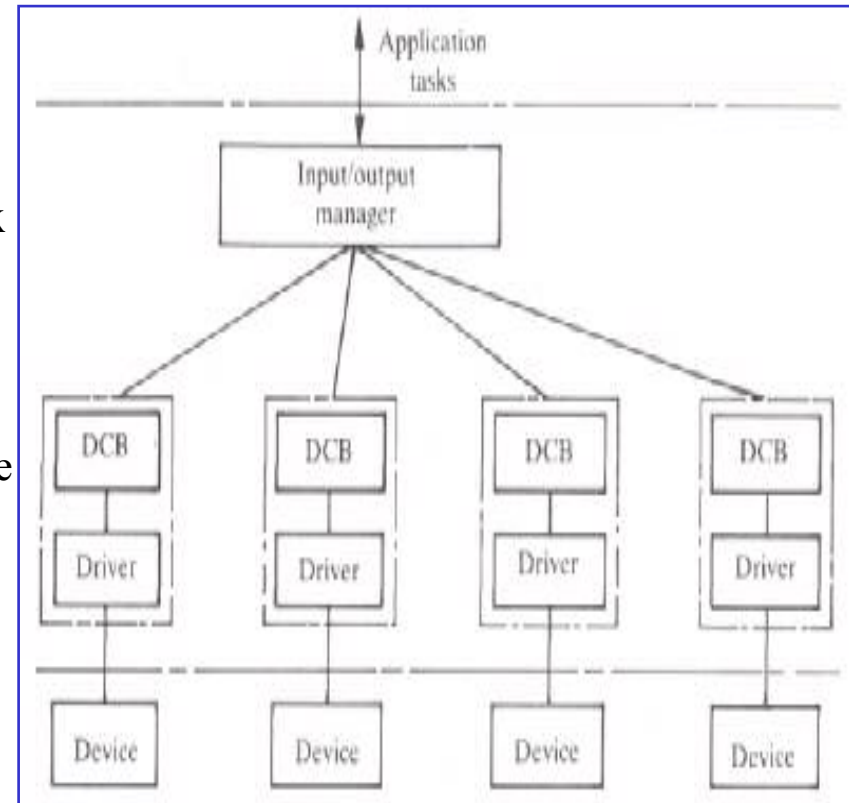 Application
tasks
Input/output
manager
k
DCB DCB DCB DCB
e
Driver Driver Driver Driver
Device Device Device Device